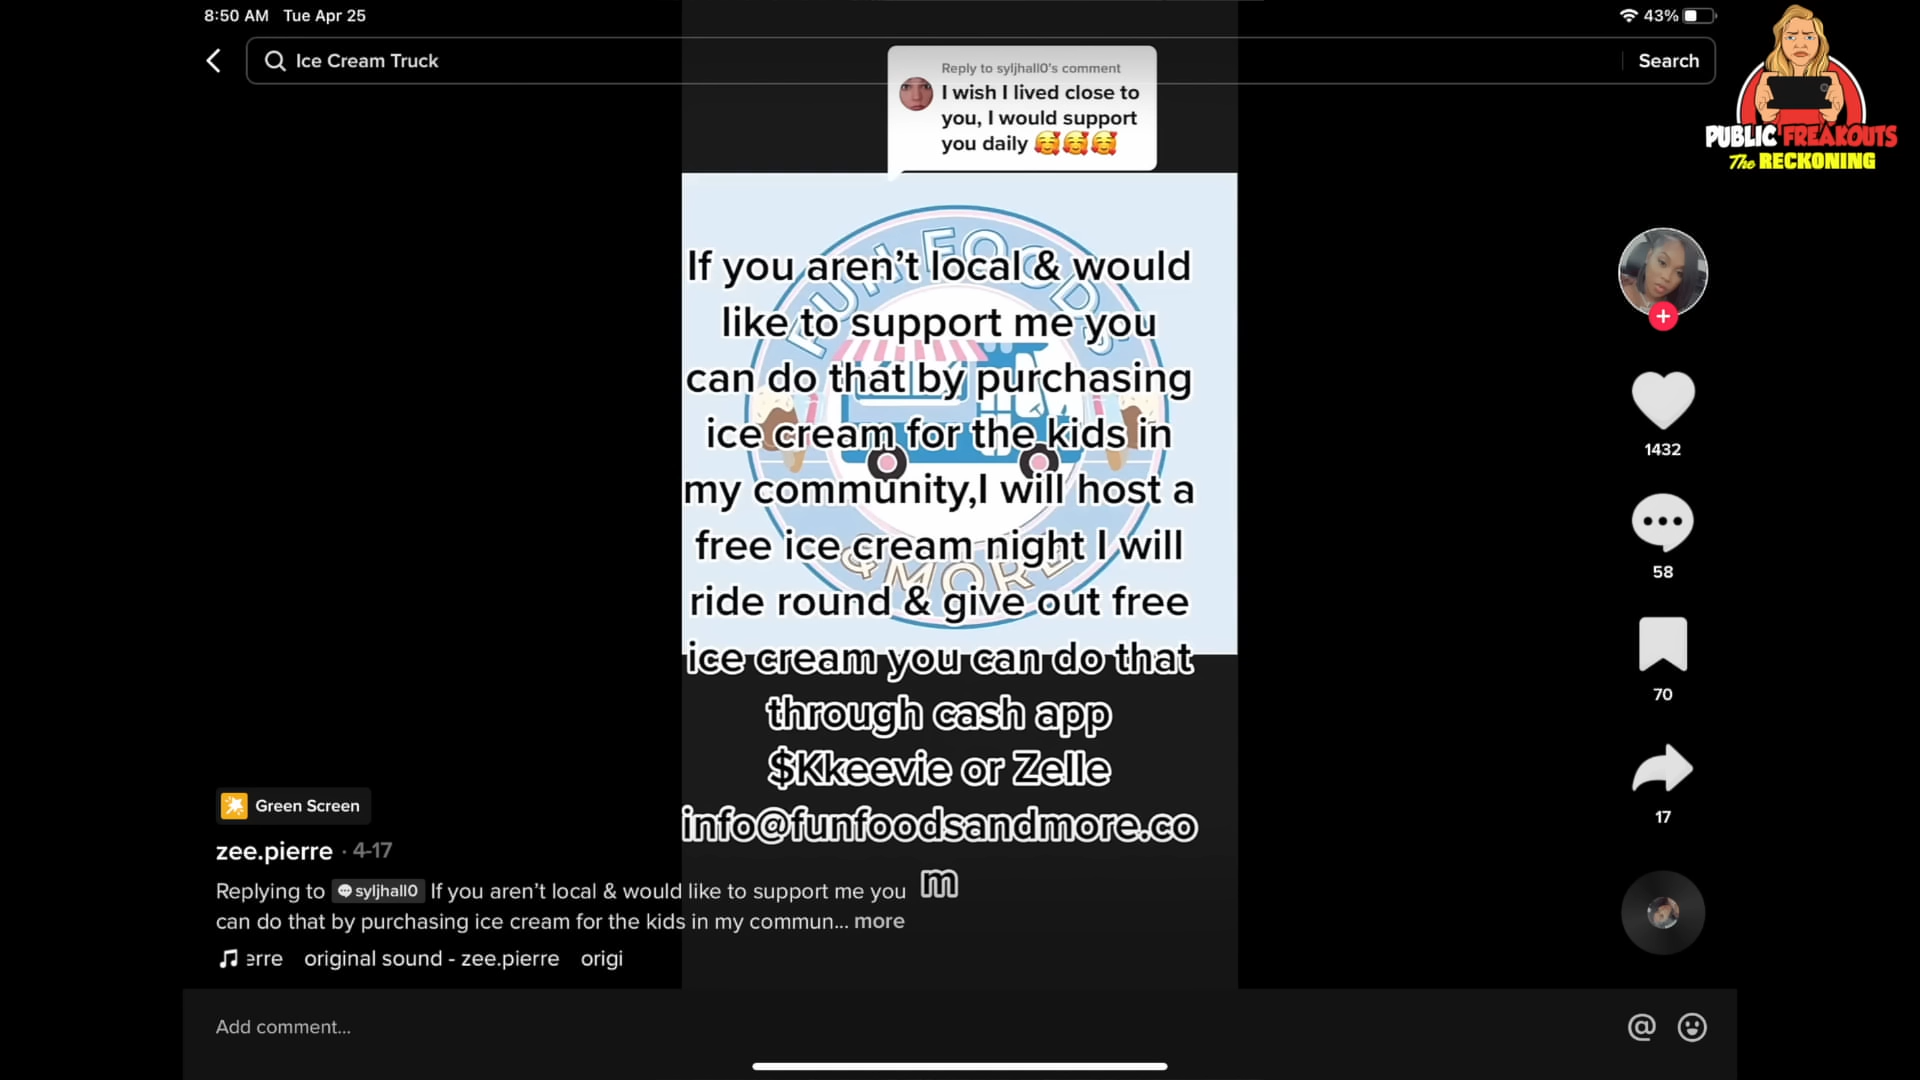 8:50 AM Tue Apr 25
43%
Ice Cream Truck
Search
PUBLIC FREAKOUTS
The RECKONING
Reply to syljhall0's comment
I wish I lived close to
you, I would support
you daily 🥰🥰🥰
FUN FOODS
&MORE
If you aren't local & would
like to support me you
can do that by purchasing
ice cream for the kids in
my community,I will host a
free ice cream night I will
ride round & give out free
ice cream you can do that
through cash app
$Kkeevie or Zelle
info@funfoodsandmore.co
m
1432
58
70
17
Green Screen
zee.pierre · 4-17
Replying to syljhall0 If you aren't local & would like to support me you
can do that by purchasing ice cream for the kids in my commun... more
erre original sound - zee.pierre origi
Add comment...